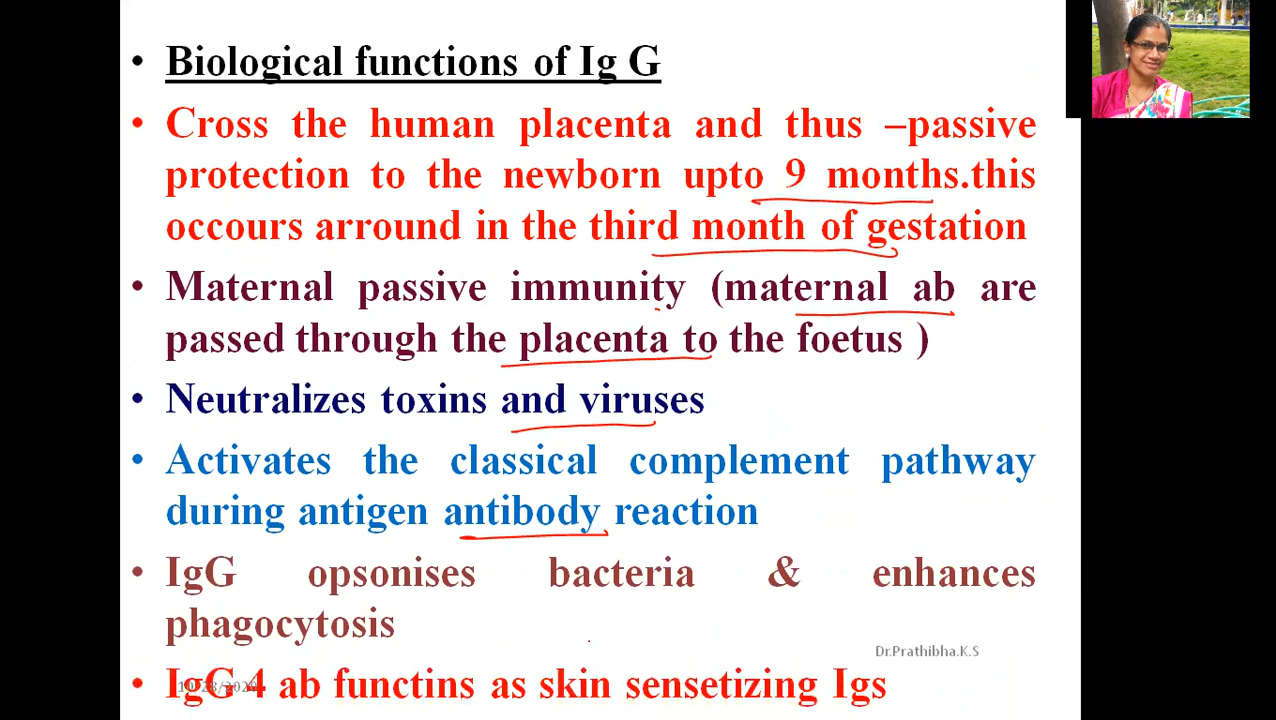 • Biological functions of Ig G
• Cross the human placenta and thus –passive
protection to the newborn upto 9 months.this
occours arround in the third month of gestation
• Maternal passive immunity (maternal ab are
passed through the placenta to the foetus )
• Neutralizes toxins and viruses
• Activates the classical complement pathway
during antigen antibody reaction
• IgG opsonises bacteria & enhances
phagocytosis
Dr.Prathibha.K.S
• IgG 4 ab functins as skin sensetizing Igs